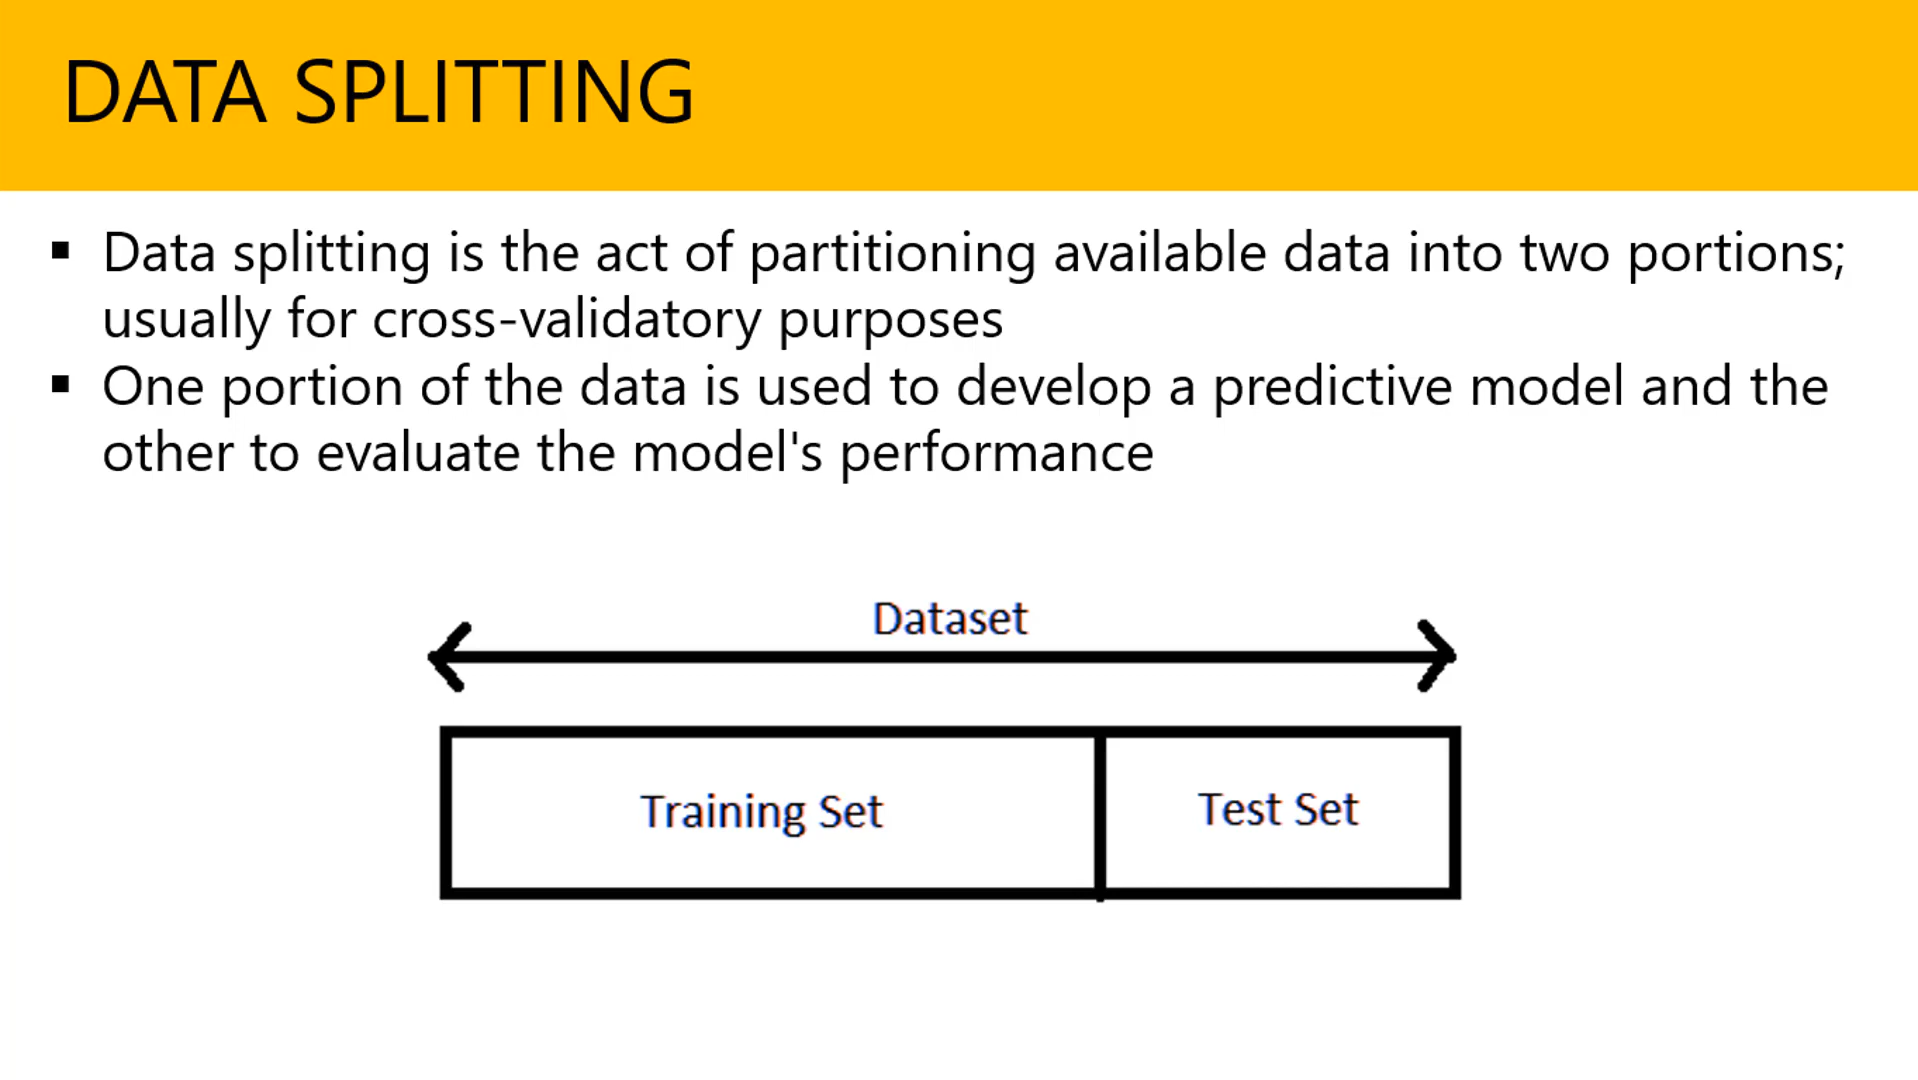 DATA SPLITTING
▪ Data splitting is the act of partitioning available data into two portions;
usually for cross-validatory purposes
▪ One portion of the data is used to develop a predictive model and the
other to evaluate the model's performance
Dataset
Training Set
Test Set